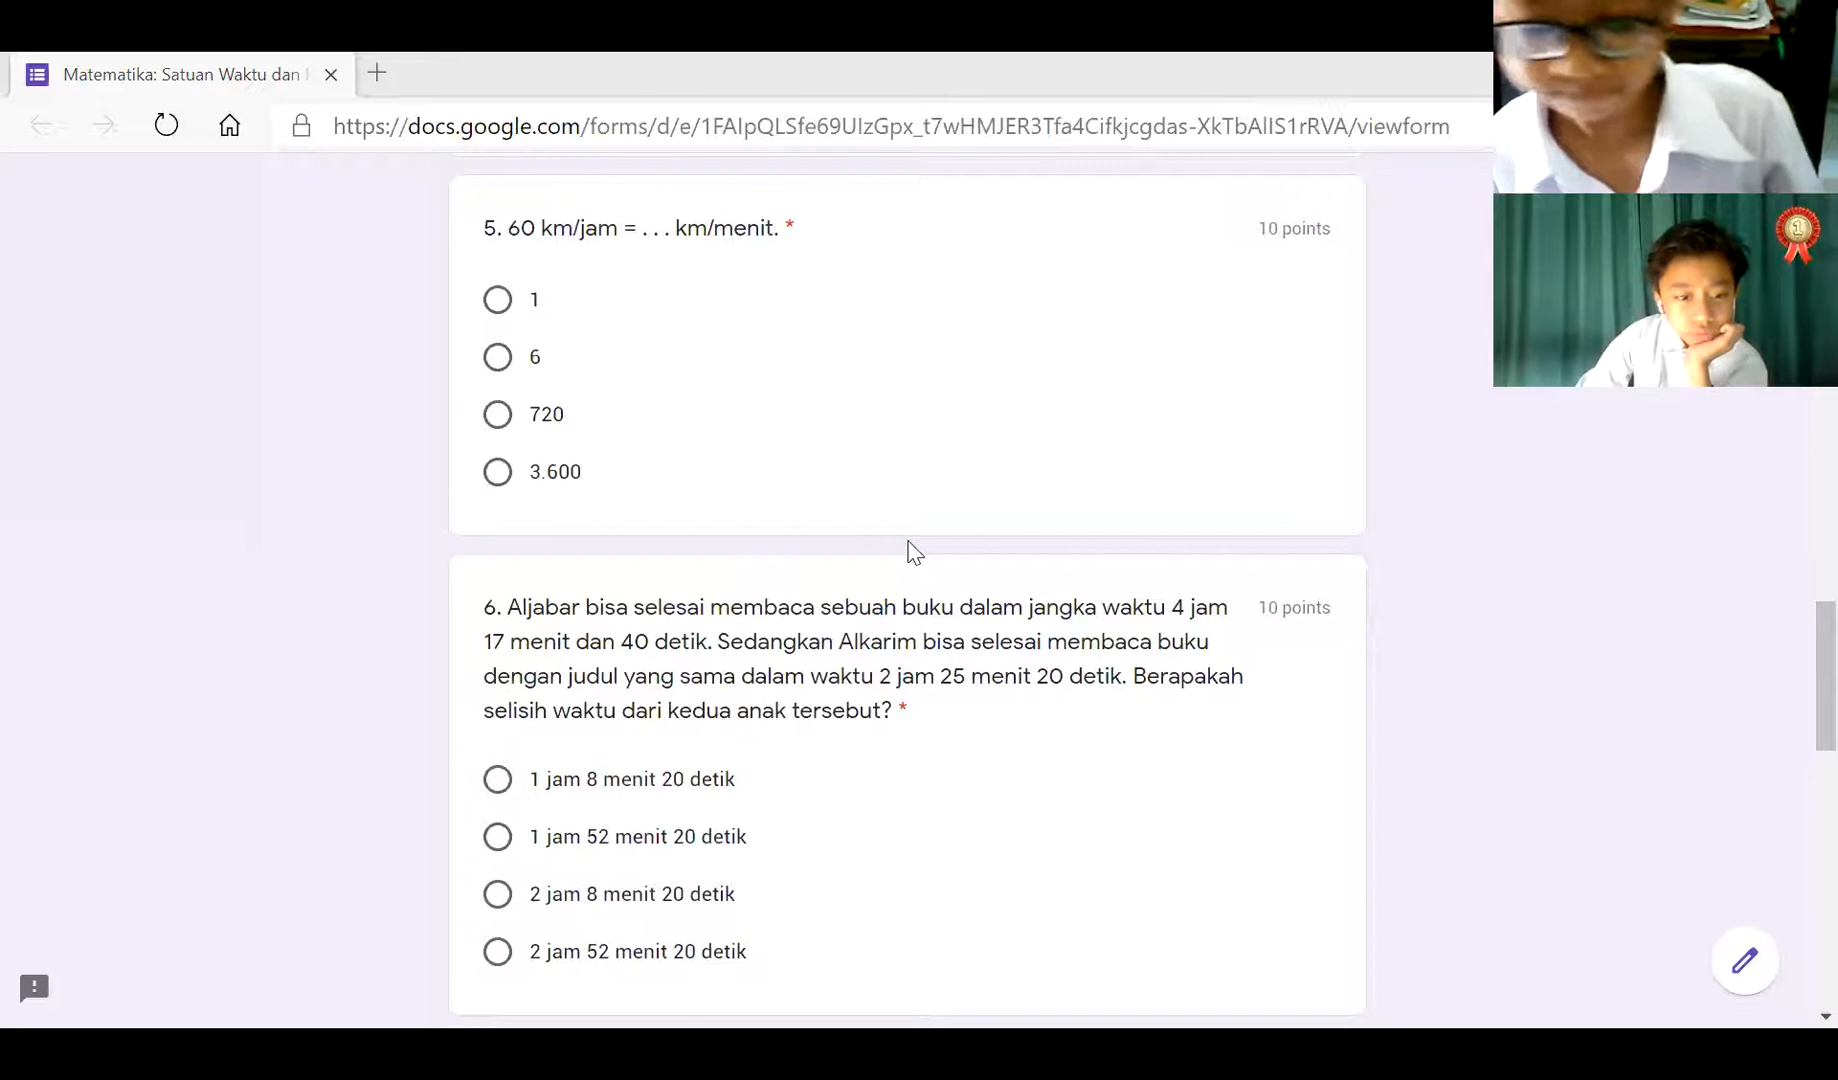 Matematika: Satuan Waktu dan
https://docs.google.com/forms/d/e/1FAIpQLSfe69UIzGpx_t7wHMJER3Tfa4Cifkjcgdas-XkTbAlIS1rRVA/viewform
5. 60 km/jam = . . . km/menit. *
10 points
1
6
720
3.600
6. Aljabar bisa selesai membaca sebuah buku dalam jangka waktu 4 jam
10 points
17 menit dan 40 detik. Sedangkan Alkarim bisa selesai membaca buku
dengan judul yang sama dalam waktu 2 jam 25 menit 20 detik. Berapakah
selisih waktu dari kedua anak tersebut? *
1 jam 8 menit 20 detik
1 jam 52 menit 20 detik
2 jam 8 menit 20 detik
2 jam 52 menit 20 detik
1